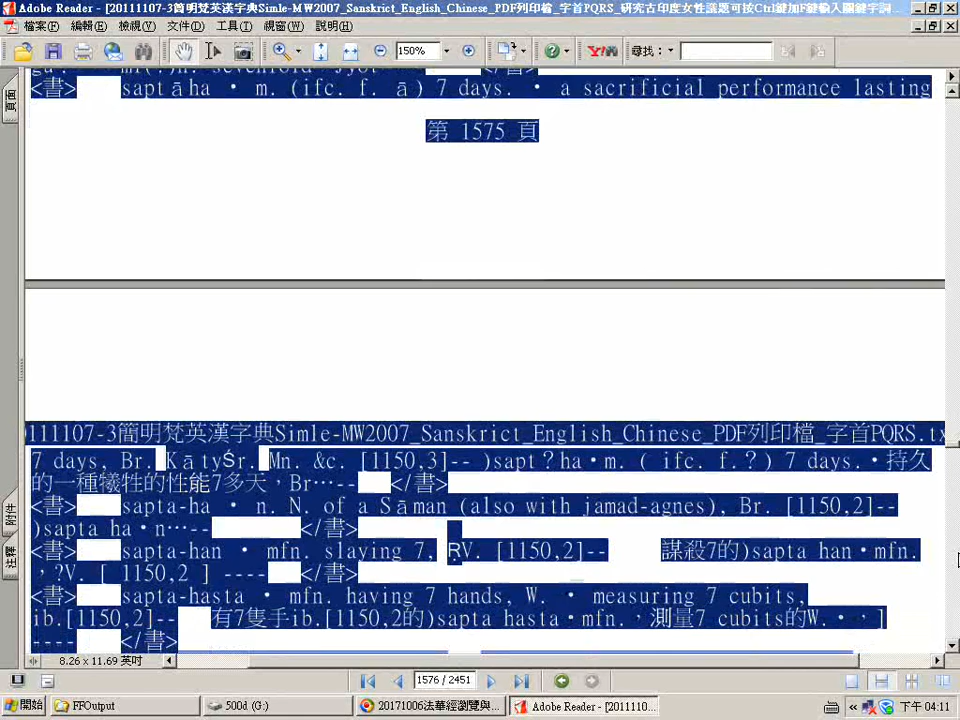 Adobe Reader - [20111107-3簡明梵英漢字典Simle-MW2007_Sanskrict_English_Chinese_PDF列印檔_字首PQRS_研究古印度女性議題可按Ctrl鍵加F鍵輸入關鍵字詞...
檔案(F) 編輯(E) 檢視(V) 文件(D) 工具(T) 視窗(W) 說明(H)
150% 尋找：
頁面
<書> saptāha • m. (ifc. f. ā) 7 days. • a sacrificial performance lasting
第 1575 頁
111107-3簡明梵英漢字典Simle-MW2007_Sanskrict_English_Chinese_PDF列印檔_字首PQRS.tx
7 days, Br. KātyŚr. Mn. &c. [1150,3]-- )sapt？ha•m. ( ifc. f.？) 7 days.•持久
的一種犧牲的性能7多天，Br…-- </書>
<書> sapta-ha • n. N. of a Sāman (also with jamad-agnes), Br. [1150,2]--
)sapta ha•n…-- </書>
<書> sapta-han • mfn. slaying 7, ṚV. [1150,2]-- 謀殺7的)sapta han•mfn.
，?V. [ 1150,2 ] ---- </書>
<書> sapta-hasta • mfn. having 7 hands, W. • measuring 7 cubits,
ib.[1150,2]-- 有7隻手ib.[1150,2的)sapta hasta•mfn.，測量7 cubits的W.•，]
---- </書>
附件
注釋
8.26 x 11.69 英吋
1576 / 2451
開始 FFOutput 500d (G:) 20171006法華經瀏覽與... Adobe Reader - [2011110... 下午 04:11